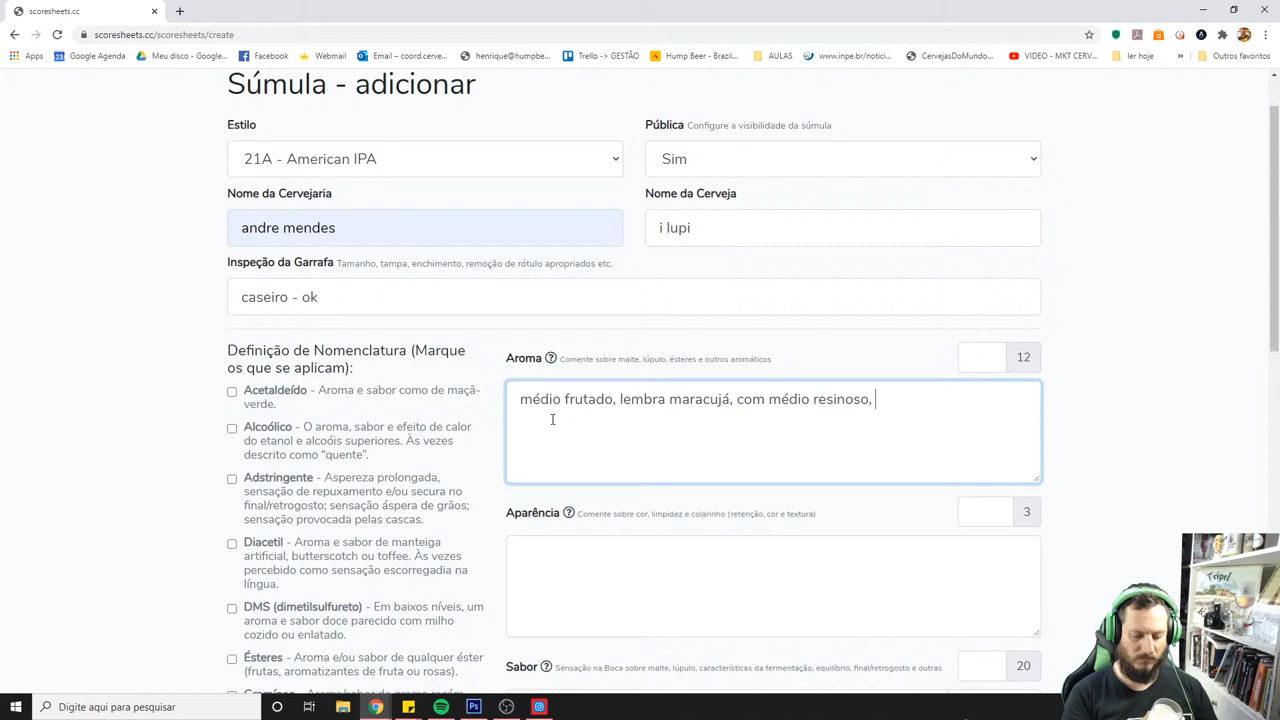 scoresheets.cc
scoresheets.cc/scoresheets/create
Apps
Google Agenda
Meu disco - Google...
Facebook
Webmail
Email – coord.cerve...
henrique@humpbe...
Trello -> GESTÃO
Hump Beer - Brazil...
AULAS
www.inpe.br/notici...
CervejasDoMundo...
VIDEO - MKT CERV...
ler hoje
Outros favoritos
Súmula - adicionar
Estilo
Pública Configure a visibilidade da súmula
21A - American IPA
Sim
Nome da Cervejaria
Nome da Cerveja
andre mendes
i lupi
Inspeção da Garrafa Tamanho, tampa, enchimento, remoção de rótulo apropriados etc.
caseiro - ok
Definição de Nomenclatura (Marque
os que se aplicam):
Acetaldeído - Aroma e sabor como de maçã-
verde.
Alcoólico - O aroma, sabor e efeito de calor
do etanol e alcoóis superiores. Às vezes
descrito como “quente”.
Adstringente - Aspereza prolongada,
sensação de repuxamento e/ou secura no
final/retrogosto; sensação áspera de grãos;
sensação provocada pelas cascas.
Diacetil - Aroma e sabor de manteiga
artificial, butterscotch ou toffee. Às vezes
percebido como sensação escorregadia na
língua.
DMS (dimetilsulfureto) - Em baixos níveis, um
aroma e sabor doce parecido com milho
cozido ou enlatado.
Ésteres - Aroma e/ou sabor de qualquer éster
(frutas, aromatizantes de fruta ou rosas).
Aroma Comente sobre malte, lúpulo, ésteres e outros aromáticos
12
médio frutado, lembra maracujá, com médio resinoso,
Aparência Comente sobre cor, limpidez e colarinho (retenção, cor e textura)
3
Sabor Sensação na Boca sobre malte, lúpulo, características da fermentação, equilíbrio, final/retrogosto e outras
20
Tripel
Digite aqui para pesquisar